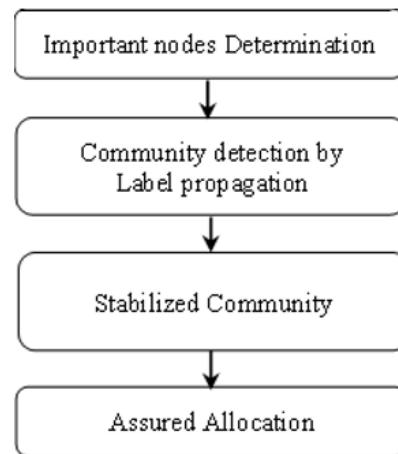 Important nodes Determination
Community detection by
Label propagation
Stabilized Community
Assured Allocation